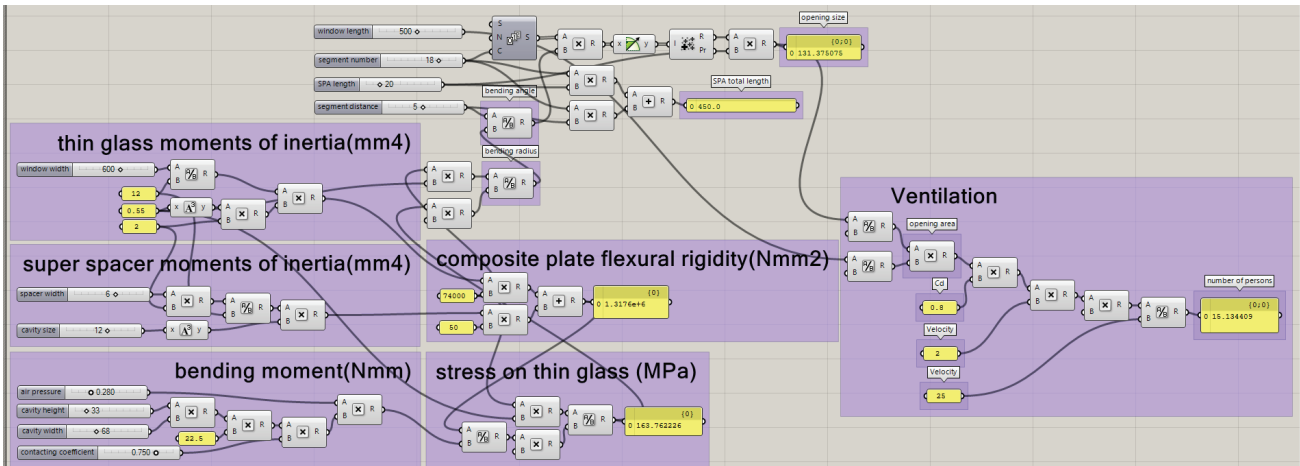 opening size
window length 500
S
N
C
S
A
B
R
x y
I
R
Pr
A
B
R
{0;0}
0 131.375075
segment number 18
SPA total length
SPA length 20
A
B
R
A
B
R
0 450.0
bending angle
segment distance 5
A
B
R
A
B
R
thin glass moments of inertia(mm4)
bending radius
window width 600
A
B
R
A
B
R
A
B
R
12
A
B
R
Ventilation
0.55
x y
A
B
R
A
B
R
2
A
B
R
opening area
A
B
R
super spacer moments of inertia(mm4)
composite plate flexural rigidity(Nmm2)
A
B
R
A
B
R
Cd
number of persons
spacer width 6
A
B
R
A
B
R
A
B
R
74000
A
B
R
A
B
R
{0}
0 1.3176e+6
0.8
A
B
R
A
B
R
A
B
R
{0;0}
0 15.134409
cavity size 12
x y
50
A
B
R
Velocity
2
bending moment(Nmm)
stress on thin glass (MPa)
Velocity
25
air pressure 0.280
A
B
R
cavity height 33
A
B
R
A
B
R
A
B
R
{0}
0 163.762226
cavity width 68
A
B
R
A
B
R
22.5
A
B
R
A
B
R
contacting coefficient 0.750